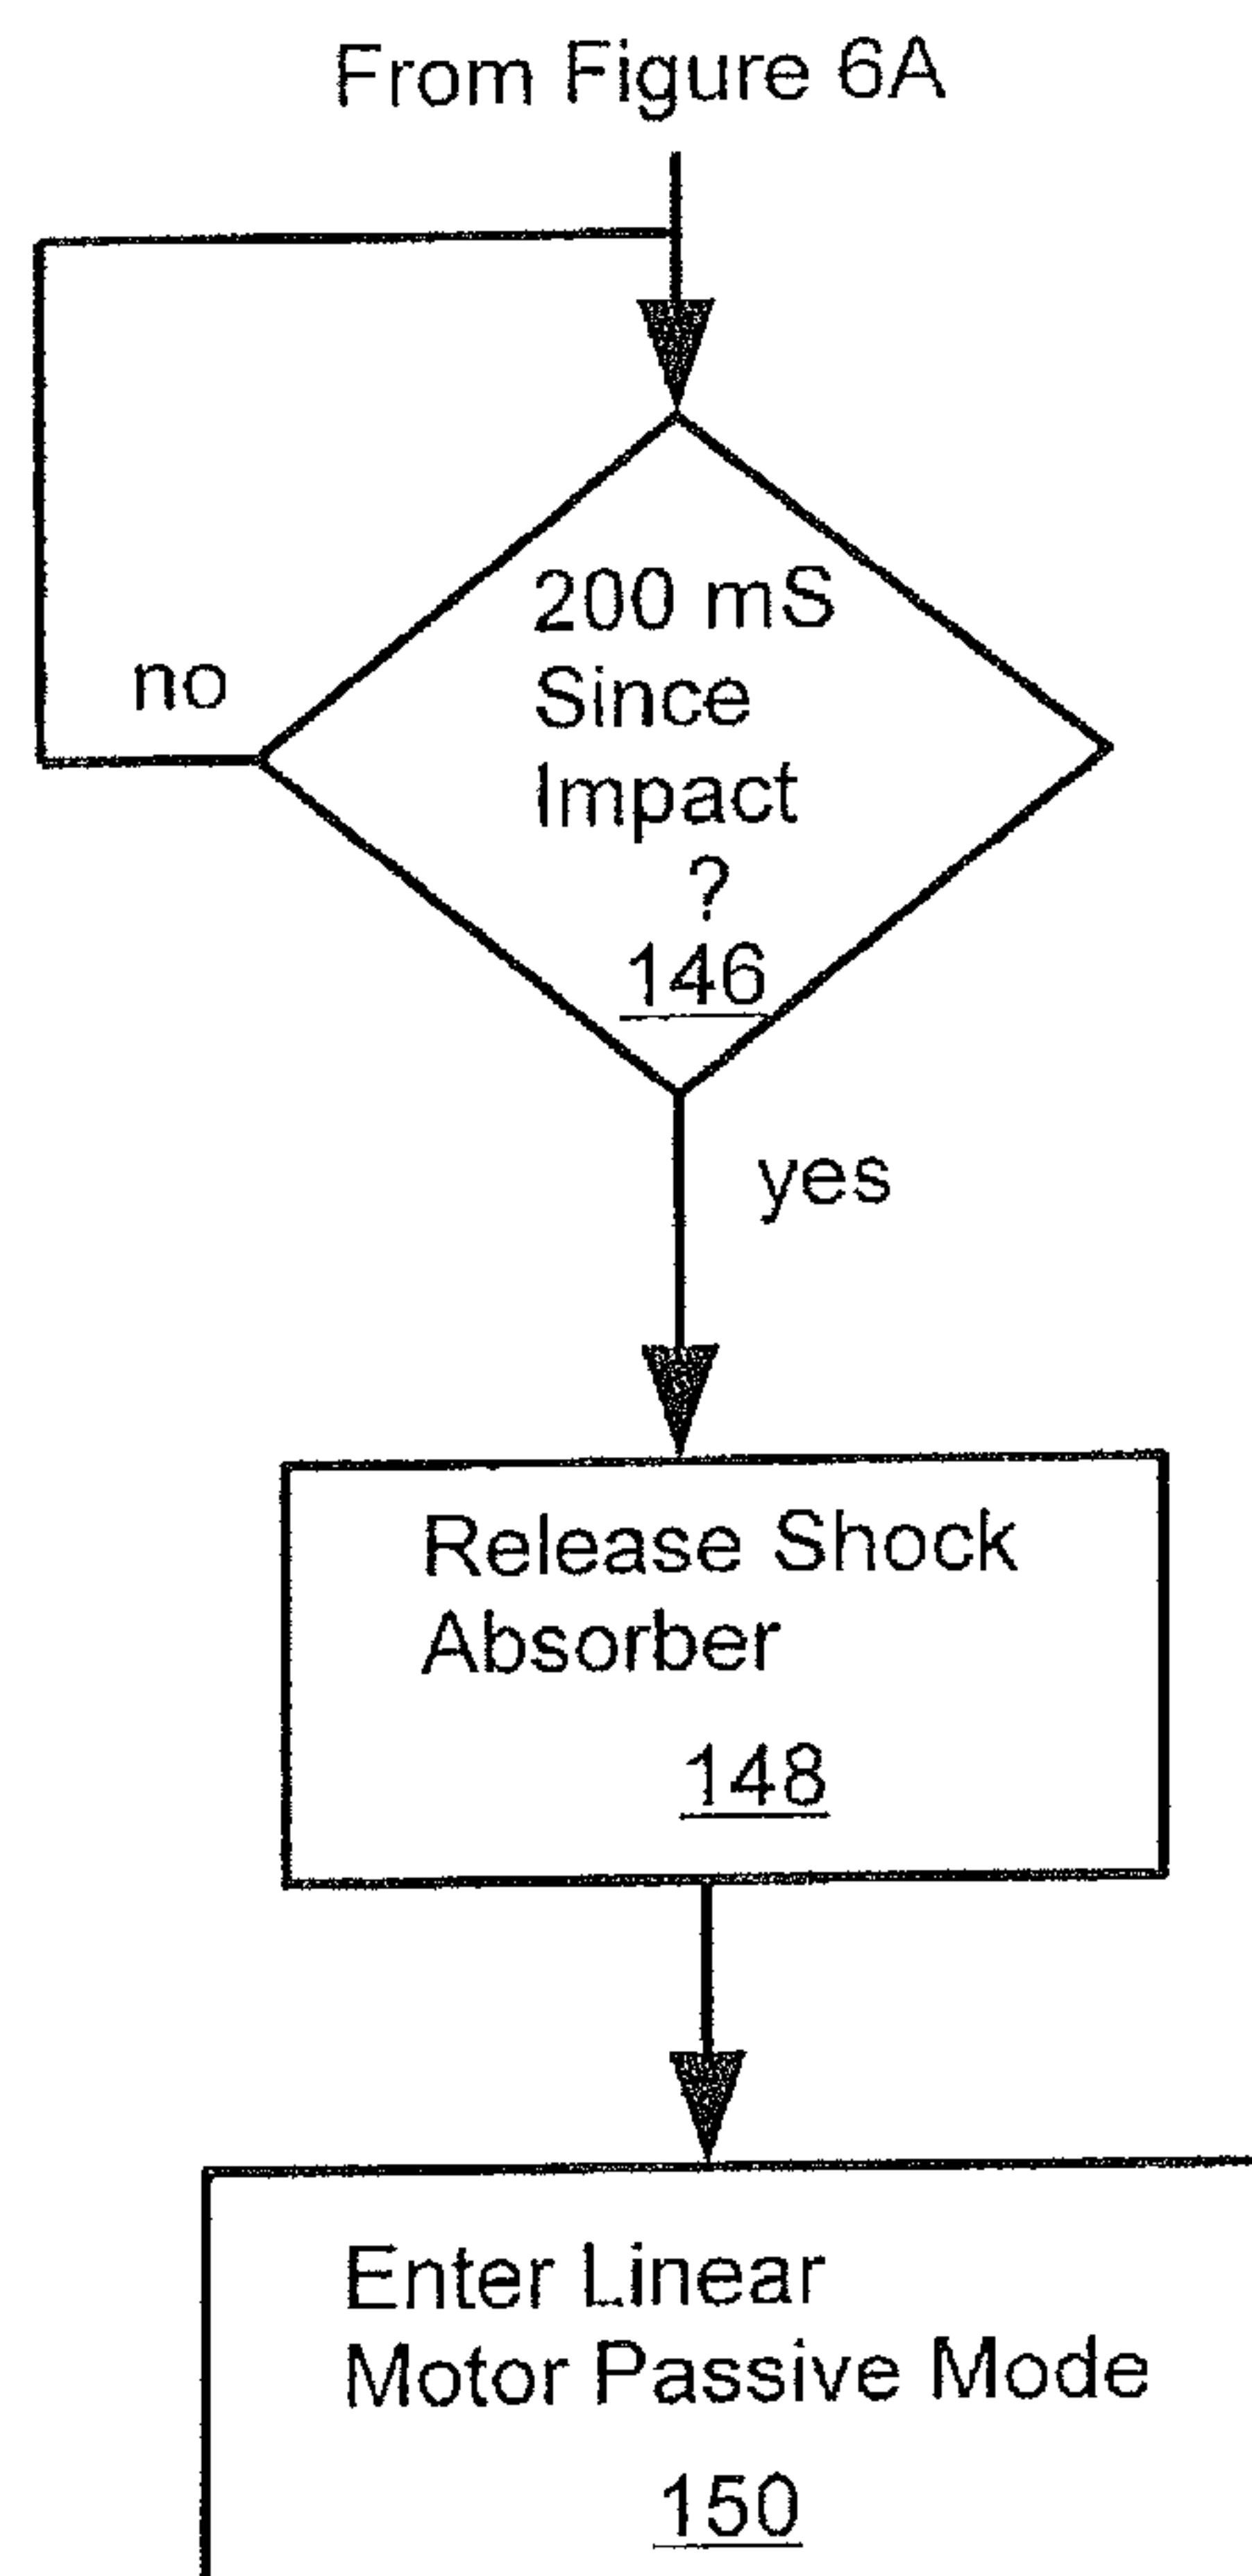 From Figure 6A
200 mS
Since
Impact
?
146
no
yes
Release Shock
Absorber
148
Enter Linear
Motor Passive Mode
150